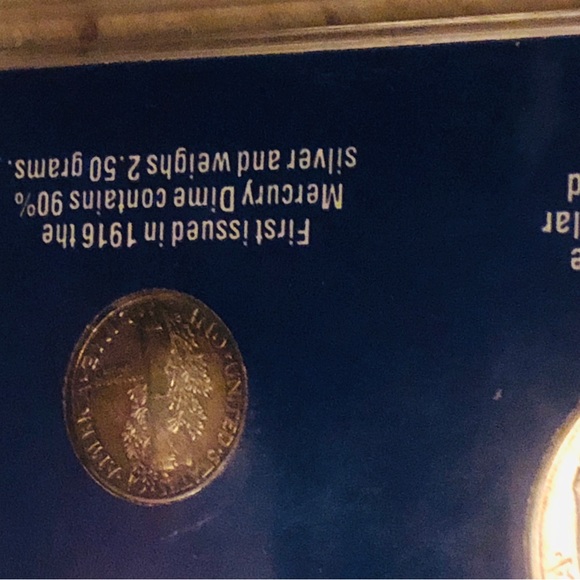 First issued in 1916 the
Mercury Dime contains 90%
silver and weighs 2.50 grams.
UNITED